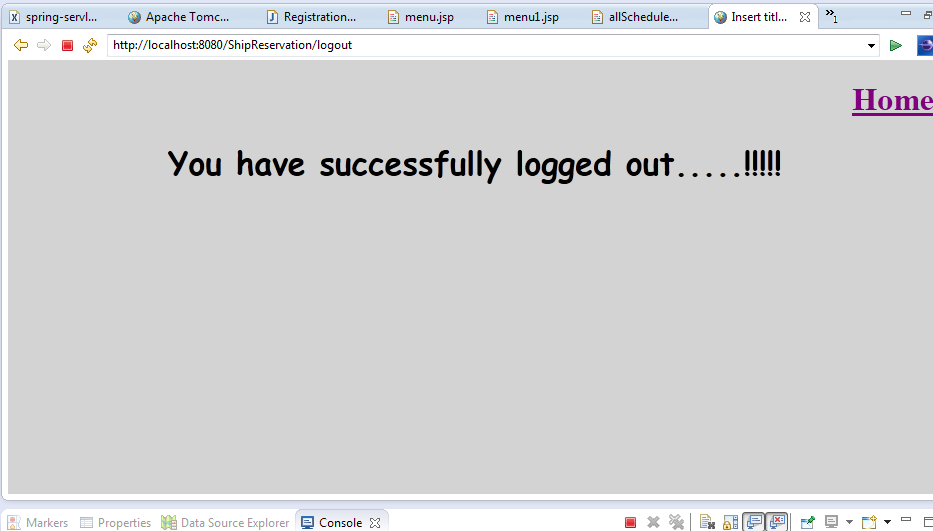 spring-servl... Apache Tomc... Registration... menu.jsp menu1.jsp allSchedule... Insert titl... »1
http://localhost:8080/ShipReservation/logout
Home
You have successfully logged out.....!!!!!
Markers Properties Data Source Explorer Console